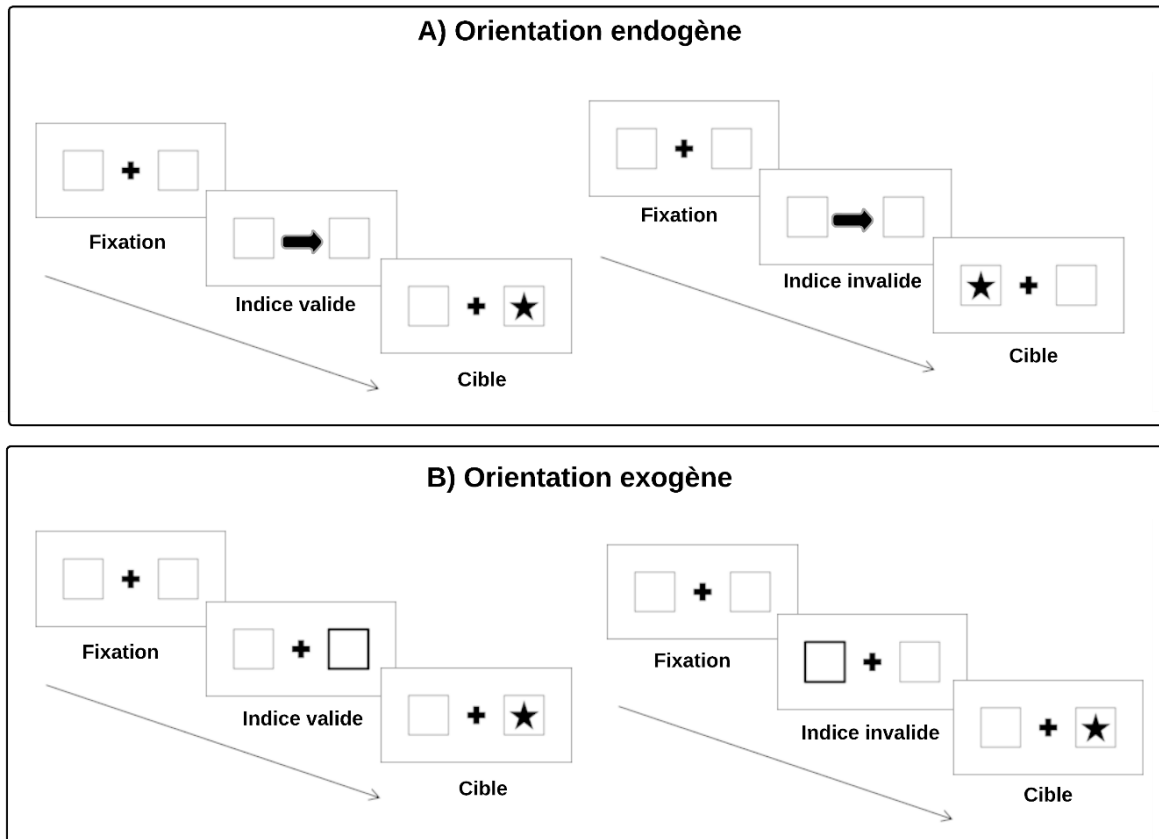 A) Orientation endogène
Fixation
Indice valide
Cible
Fixation
Indice invalide
Cible
B) Orientation exogène
Fixation
Indice valide
Cible
Fixation
Indice invalide
Cible